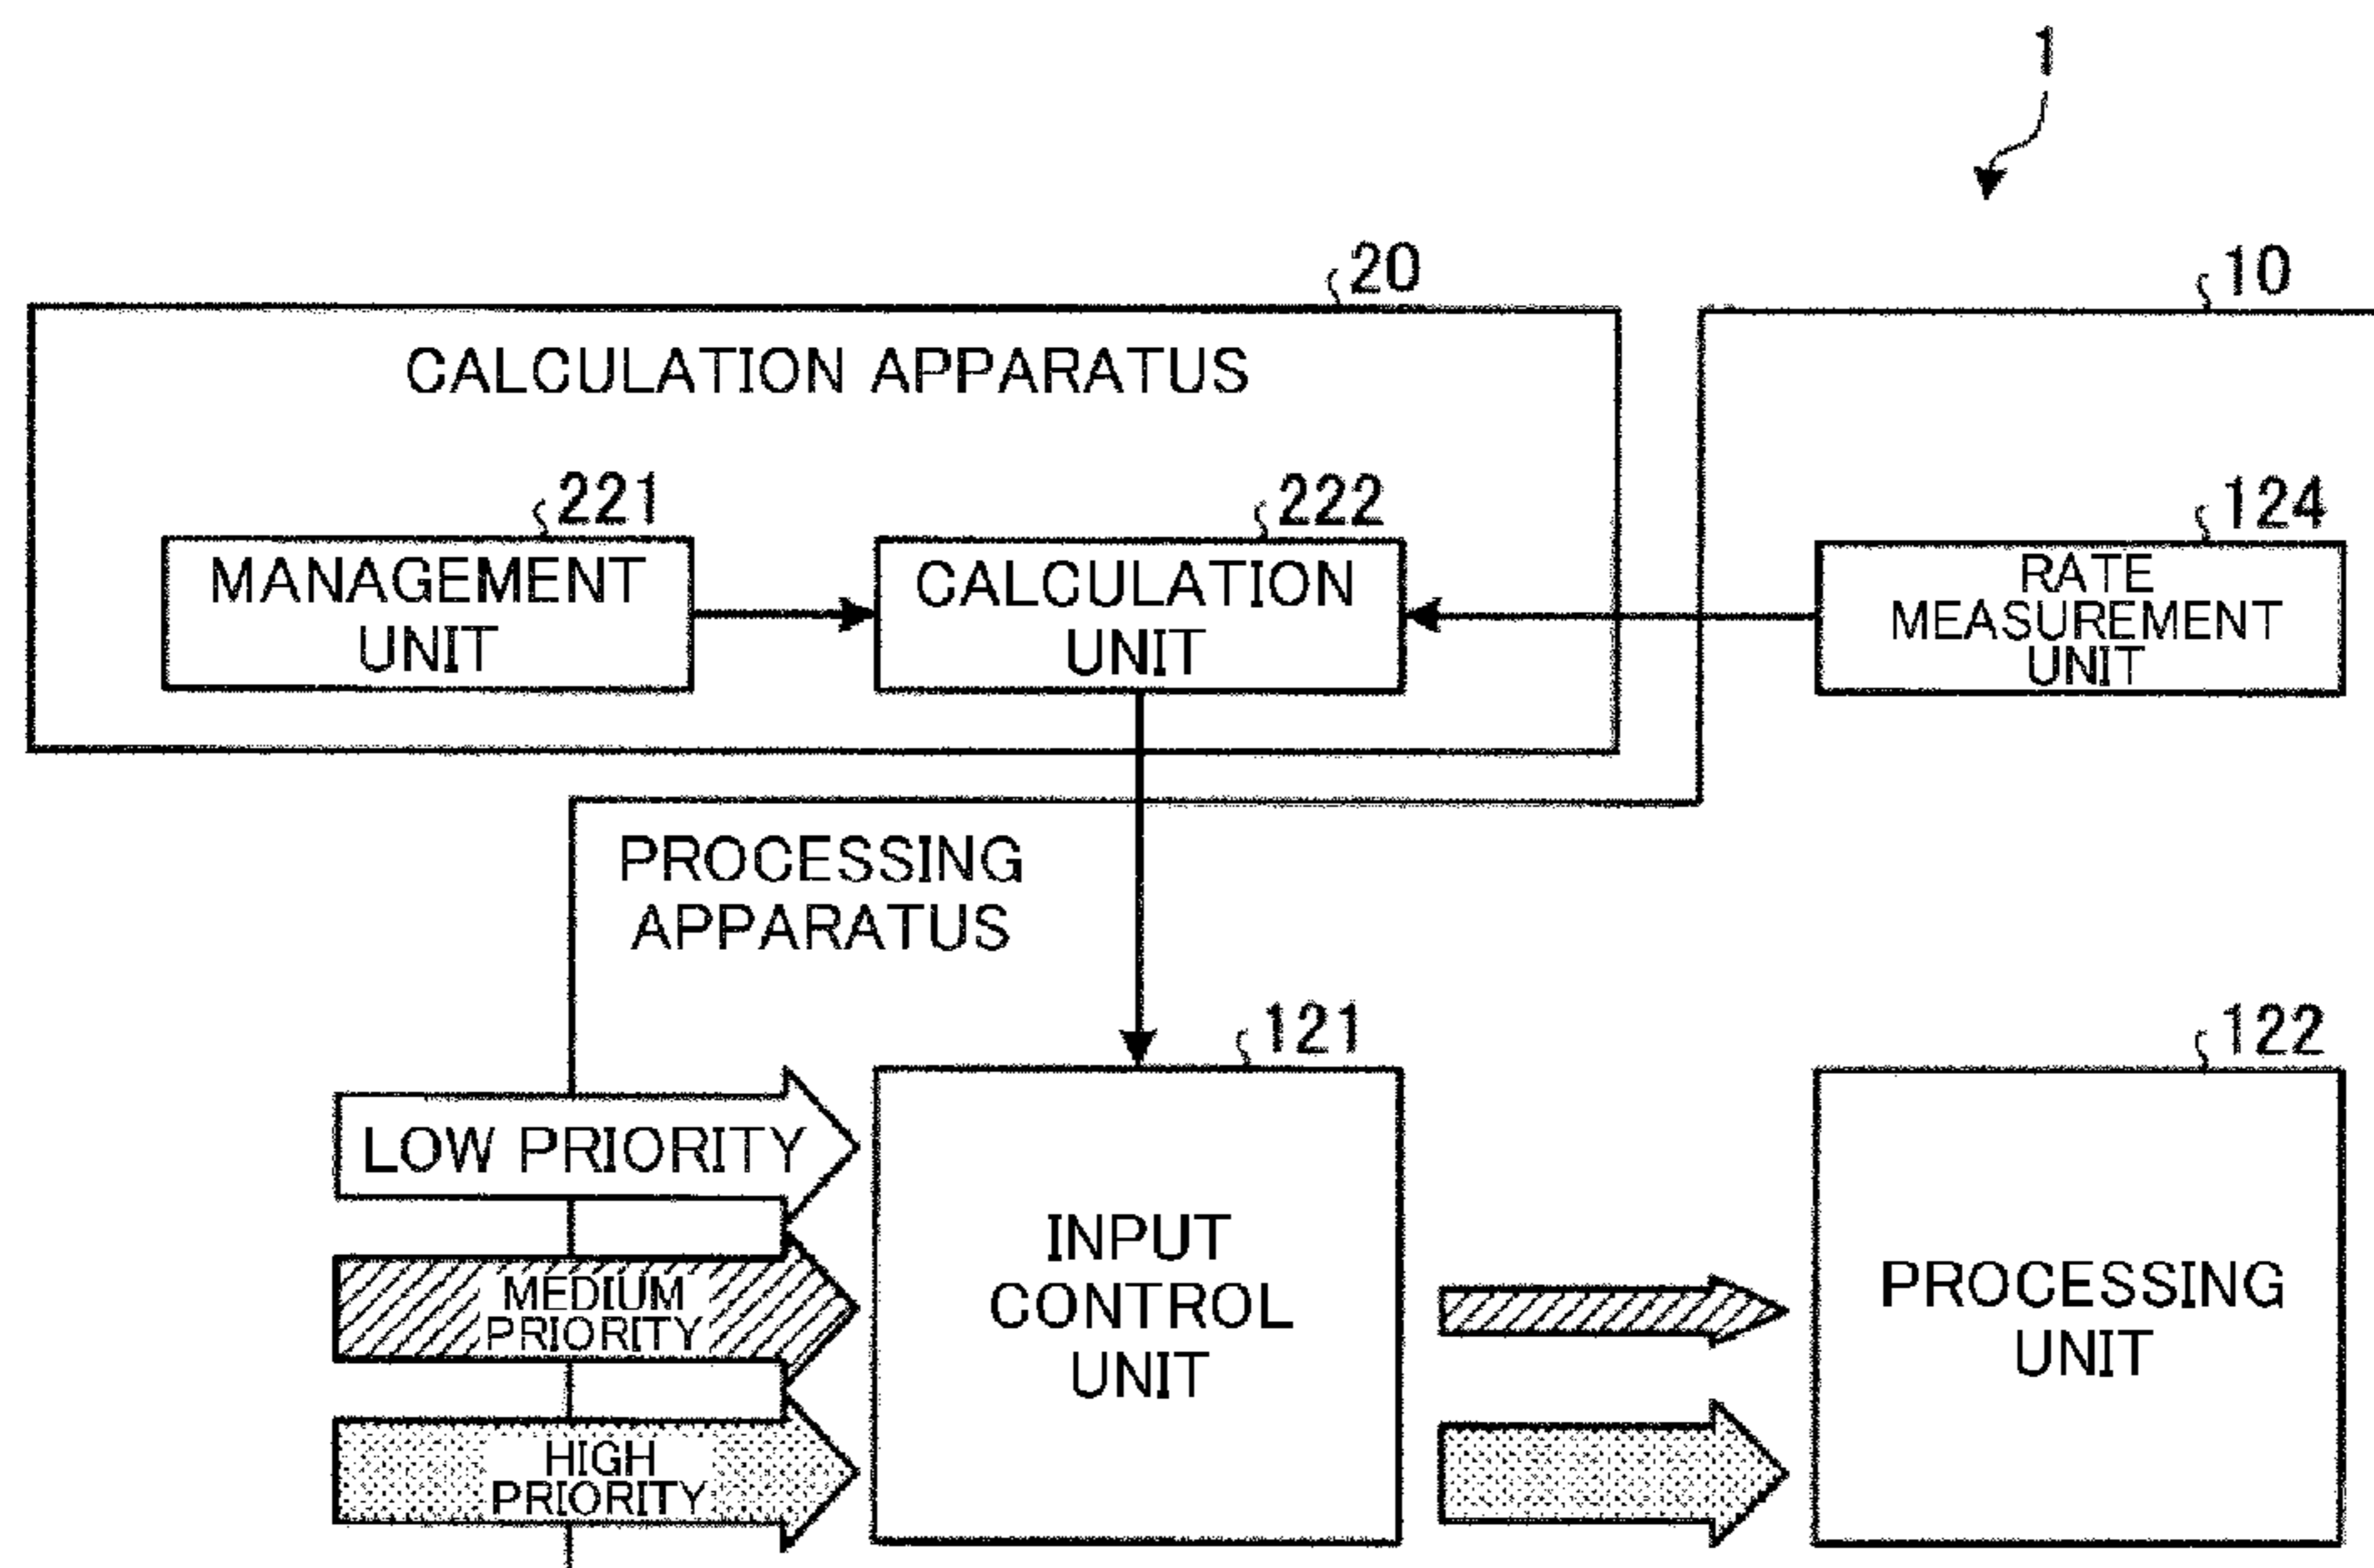 1
20
10
CALCULATION APPARATUS
221
222
124
MANAGEMENT
UNIT
CALCULATION
UNIT
RATE
MEASUREMENT
UNIT
PROCESSING
APPARATUS
121
122
LOW PRIORITY
MEDIUM
PRIORITY
HIGH
PRIORITY
INPUT
CONTROL
UNIT
PROCESSING
UNIT